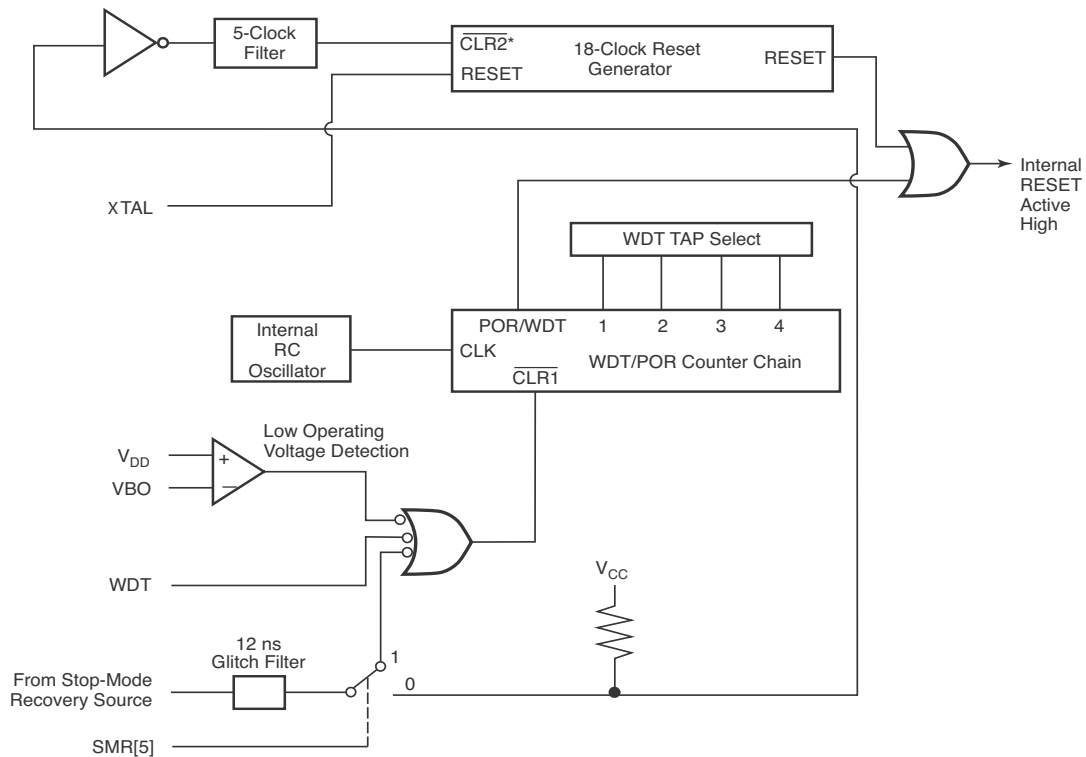 5-Clock
Filter
CLR2*
RESET
18-Clock Reset
Generator
RESET
Internal
RESET
Active
High
XTAL
WDT TAP Select
POR/WDT 1 2 3 4
CLK
WDT/POR Counter Chain
CLR1
Internal
RC
Oscillator
Low Operating
Voltage Detection
VDD
+
VBO
–
WDT
VCC
12 ns
Glitch Filter
1
0
From Stop-Mode
Recovery Source
SMR[5]